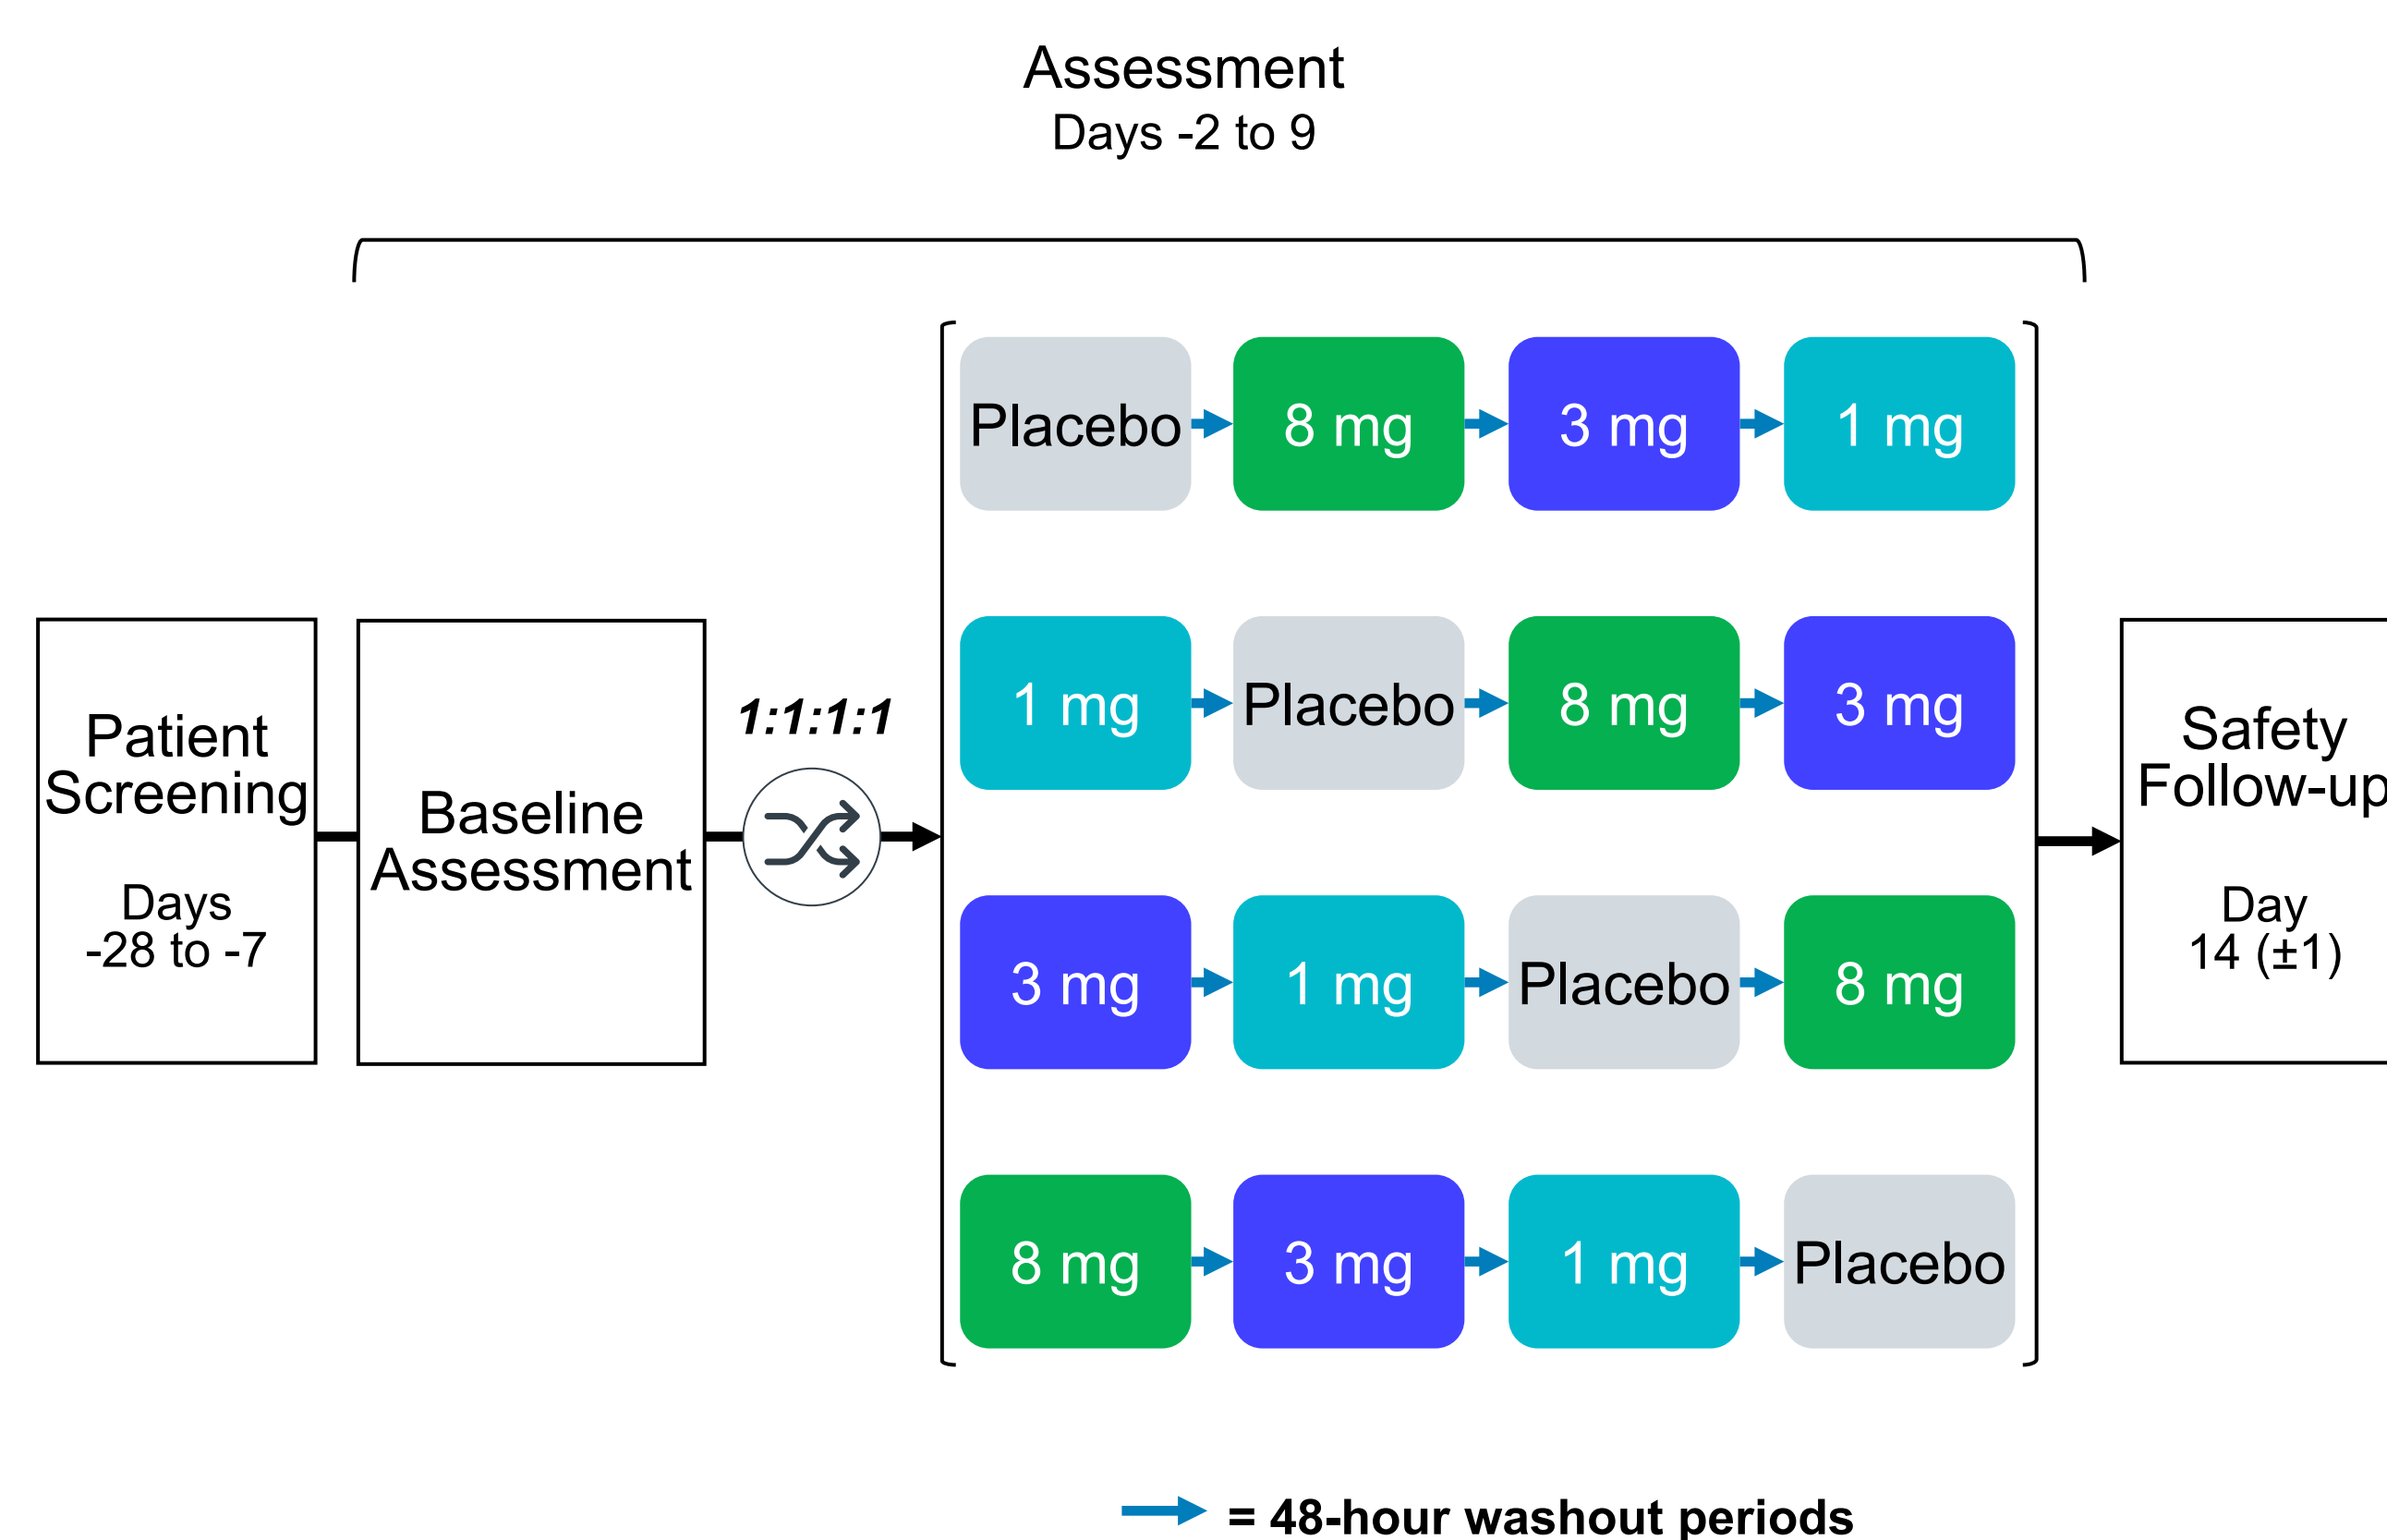 Assessment
Days -2 to 9
Patient
Screening
Days
-28 to -7
Baseline
Assessment
1:1:1:1
Placebo
8 mg
3 mg
1 mg
1 mg
Placebo
8 mg
3 mg
3 mg
1 mg
Placebo
8 mg
8 mg
3 mg
1 mg
Placebo
Safety
Follow-up
Day
14 (±1)
= 48-hour washout periods